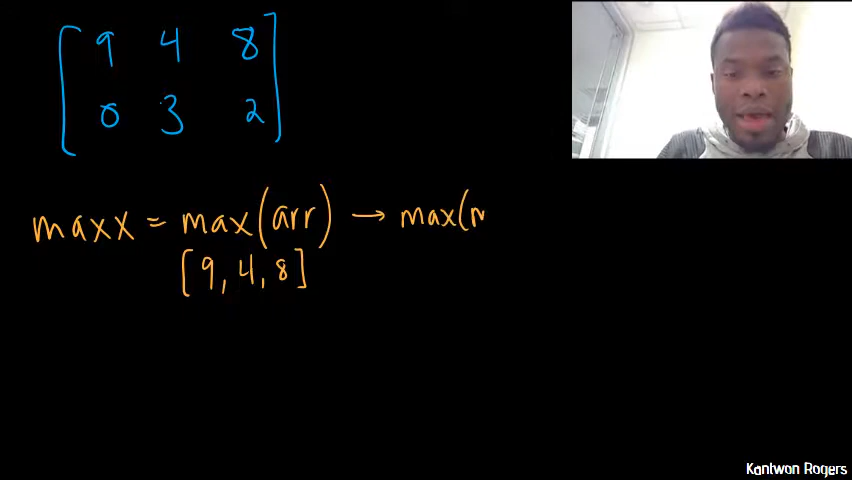 9 4 8
0 3 2
maxx = max(arr) → max(m
[9, 4, 8]
Kantwon Rogers